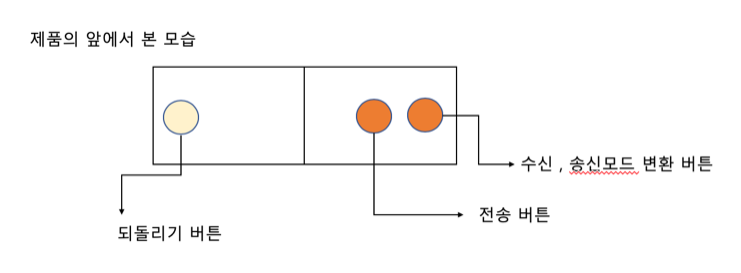 제품의 앞에서 본 모습
수신 , 송신모드 변환 버튼
전송 버튼
되돌리기 버튼